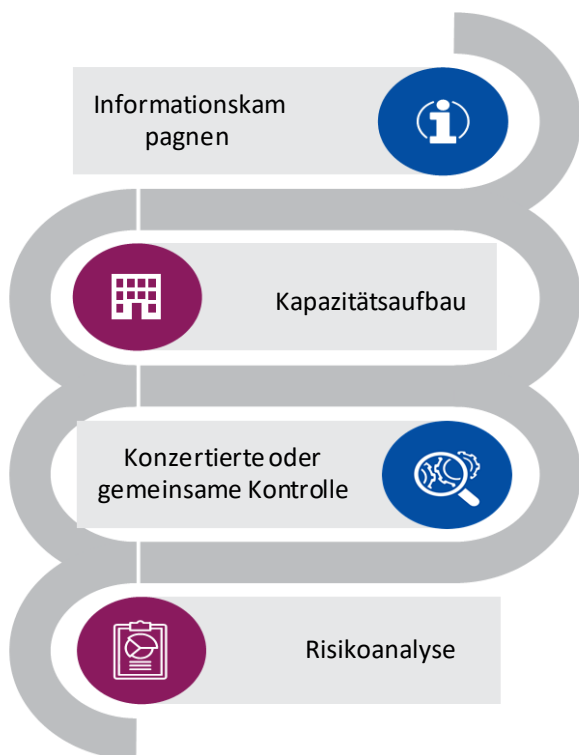 Informationskam
pagnen
Kapazitätsaufbau
Konzertierte oder
gemeinsame Kontrolle
Risikoanalyse